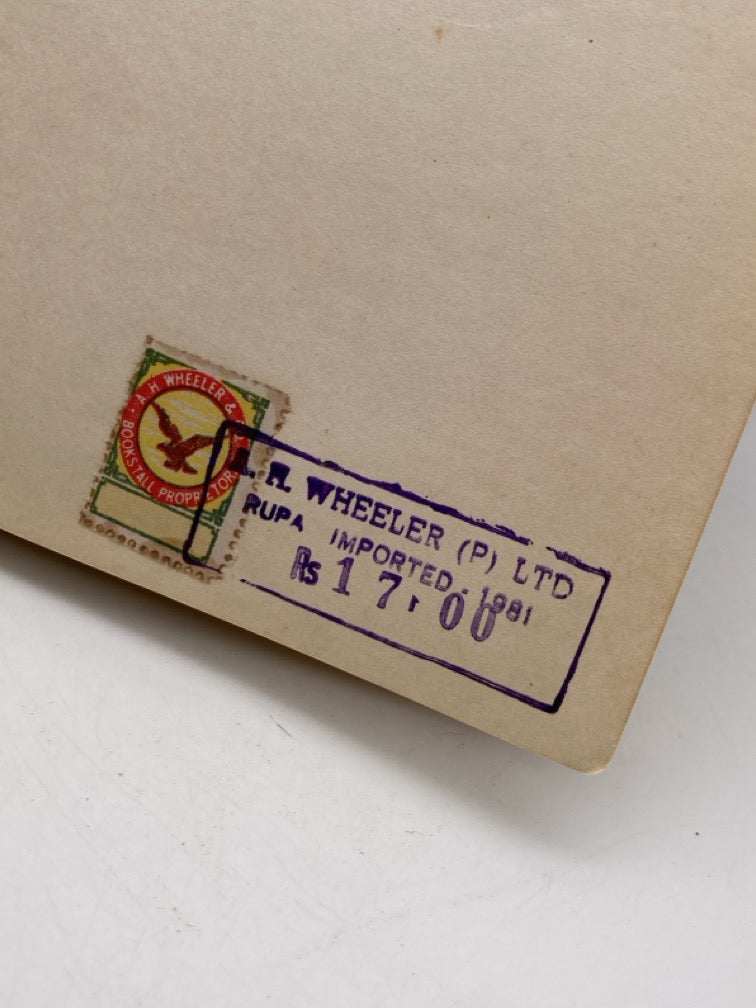 A. H. WHEELER &
BOOKSTALL PROPRIETOR
A. H. WHEELER (P) LTD
RUPA IMPORTED - 1981
Rs 17.00